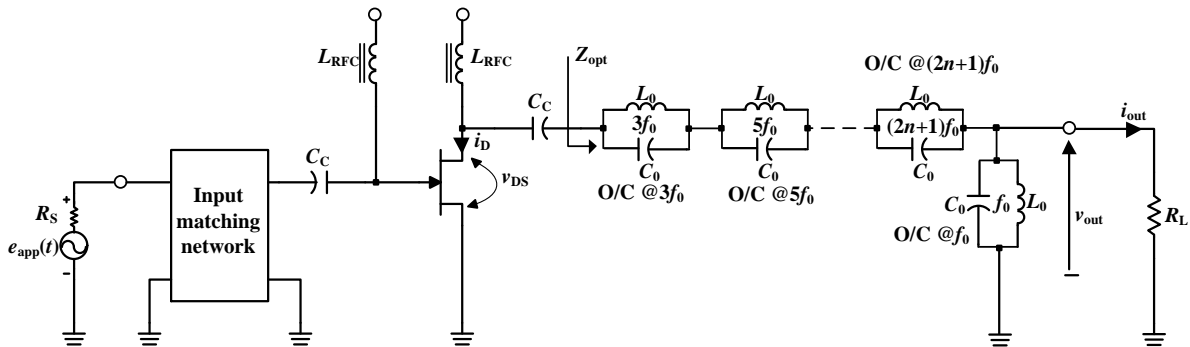 L_RFC
L_RFC
Z_opt
C_C
C_C
i_D
v_DS
R_S
e_app(t)
+
-
Input
matching
network
L_0
3f_0
C_0
O/C @3f_0
L_0
5f_0
C_0
O/C @5f_0
O/C @(2n+1)f_0
L_0
(2n+1)f_0
C_0
C_0
f_0
L_0
O/C @f_0
i_out
v_out
R_L